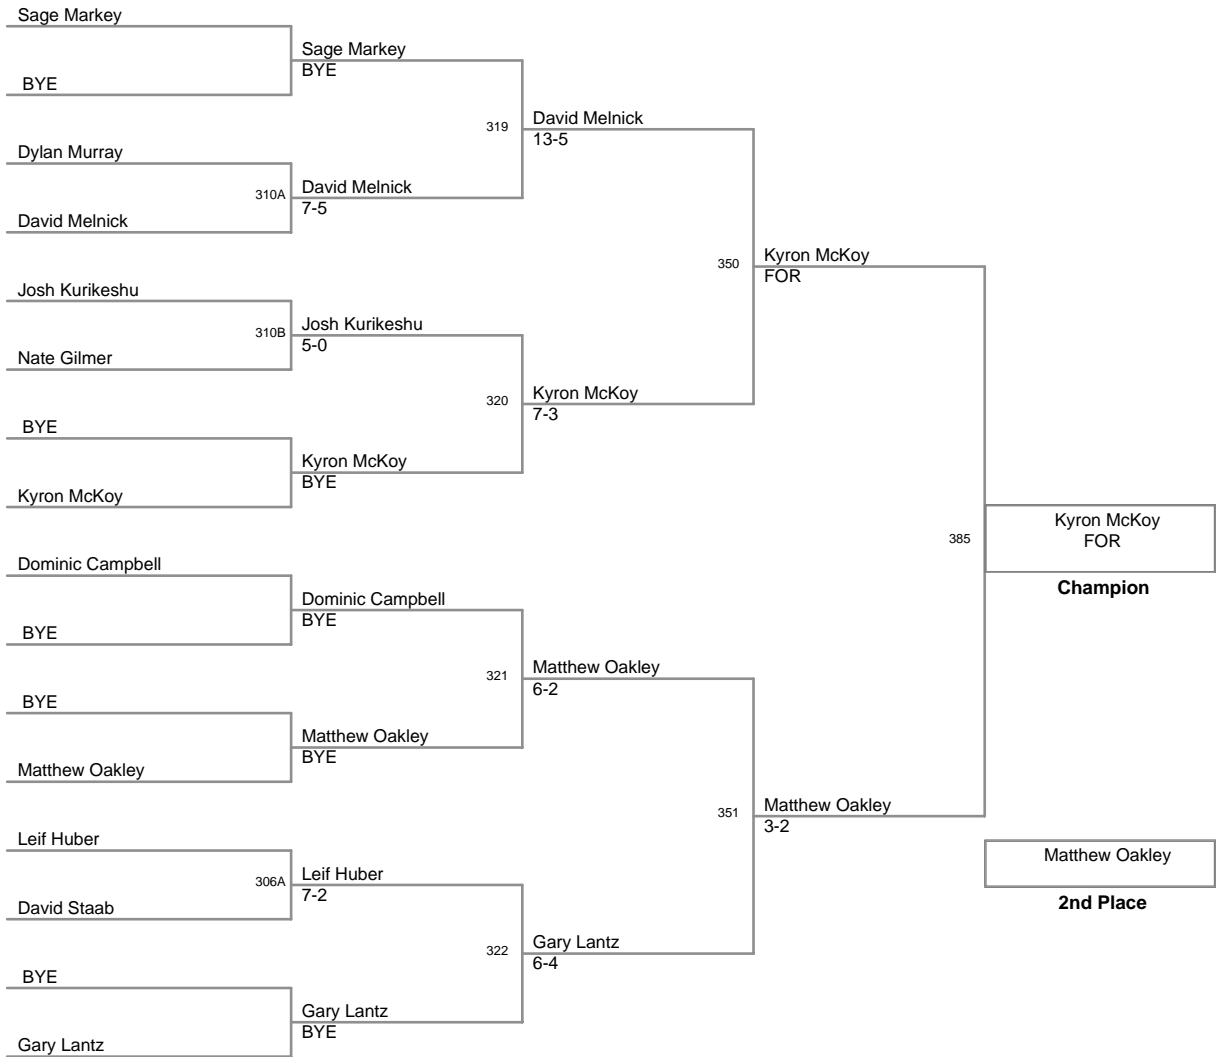 Sage Markey
BYE
Dylan Murray
David Melnick
Josh Kurikeshu
Nate Gilmer
BYE
Kyron McKoy
Dominic Campbell
BYE
BYE
Matthew Oakley
Leif Huber
David Staab
BYE
Gary Lantz
310A
310B
306A
Sage Markey
BYE
David Melnick
7-5
Josh Kurikeshu
5-0
Kyron McKoy
BYE
Dominic Campbell
BYE
Matthew Oakley
BYE
Leif Huber
7-2
Gary Lantz
BYE
319
320
321
322
David Melnick
13-5
Kyron McKoy
7-3
Matthew Oakley
6-2
Gary Lantz
6-4
350
351
Kyron McKoy
FOR
Matthew Oakley
3-2
385
Kyron McKoy
FOR
Champion
Matthew Oakley
2nd Place